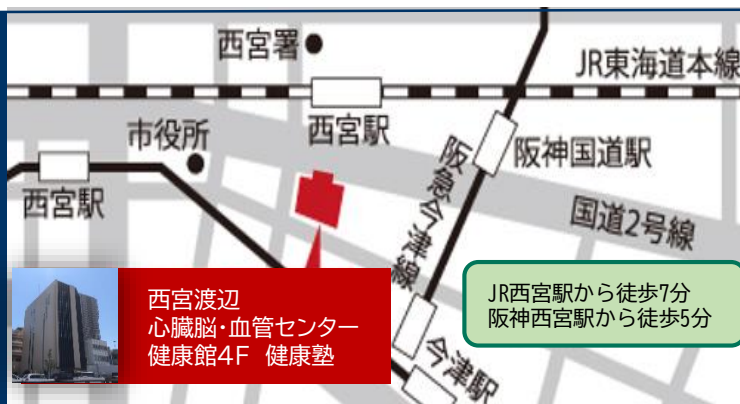 西宮署
JR東海道本線
西宮駅
市役所
阪神国道駅
西宮駅
阪急今津線
国道2号線
西宮渡辺
心臓脳・血管センター
健康館4F 健康塾
JR西宮駅から徒歩7分
阪神西宮駅から徒歩5分
今津駅